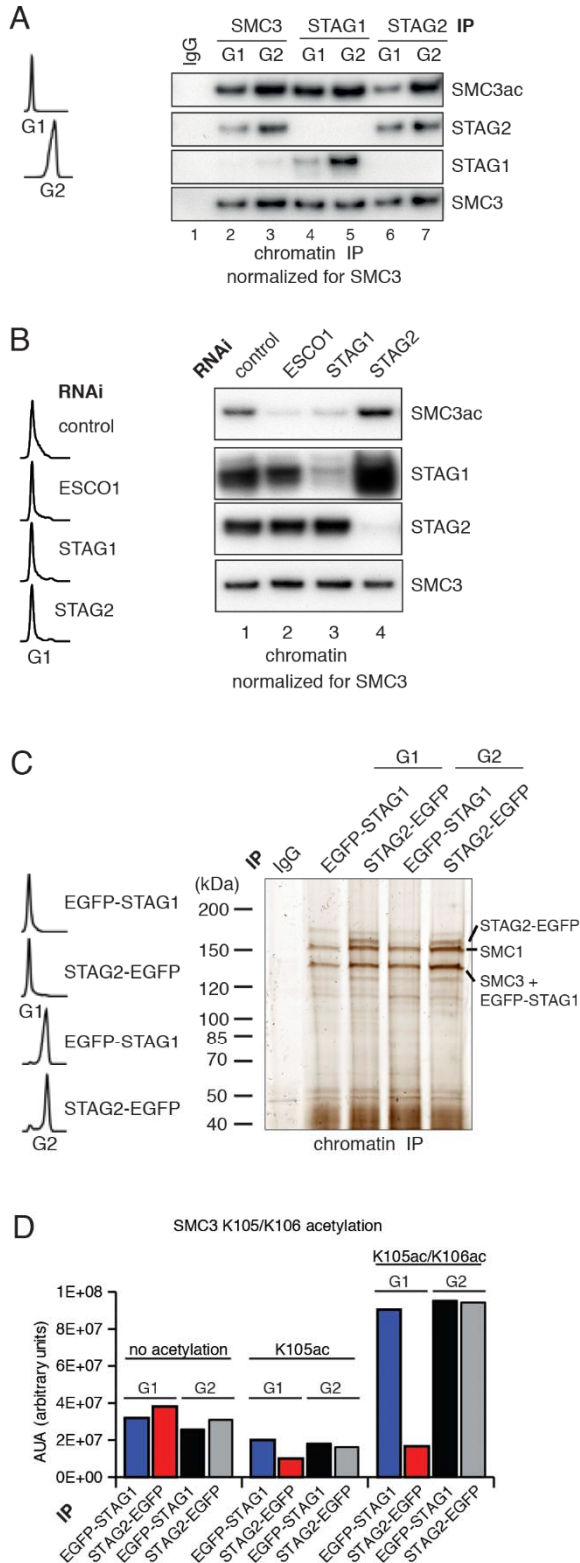 A
SMC3 STAG1 STAG2 IP
IgG G1 G2 G1 G2 G1 G2
G1
G2
SMC3ac
STAG2
STAG1
SMC3
1 2 3 4 5 6 7
chromatin IP
normalized for SMC3
B
RNAi
control
ESCO1
STAG1
STAG2
G1
RNAi control ESCO1 STAG1 STAG2
SMC3ac
STAG1
STAG2
SMC3
1 2 3 4
chromatin
normalized for SMC3
C
G1 G2
IP IgG EGFP-STAG1 STAG2-EGFP EGFP-STAG1 STAG2-EGFP
EGFP-STAG1
STAG2-EGFP
G1
EGFP-STAG1
STAG2-EGFP
G2
(kDa)
200
150
120
100
85
70
50
40
STAG2-EGFP
SMC1
SMC3 +
EGFP-STAG1
chromatin IP
D
SMC3 K105/K106 acetylation
K105ac/K106ac
G1 G2
no acetylation K105ac
G1 G2 G1 G2
AUA (arbitrary units)
1E+08
8E+07
6E+07
4E+07
2E+07
0E+00
IP
EGFP-STAG1 STAG2-EGFP EGFP-STAG1 STAG2-EGFP EGFP-STAG1 STAG2-EGFP EGFP-STAG1 STAG2-EGFP EGFP-STAG1 STAG2-EGFP EGFP-STAG1 STAG2-EGFP